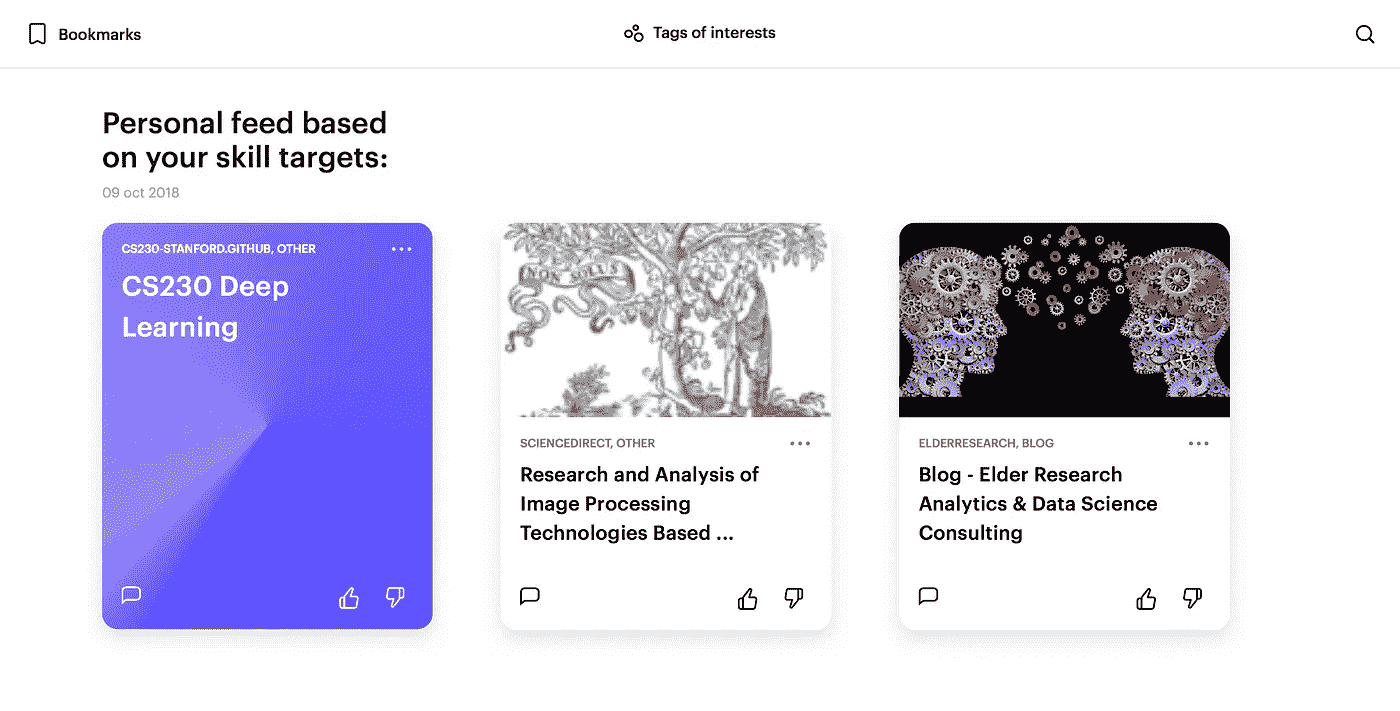 Bookmarks
Tags of interests
Personal feed based
on your skill targets:
09 oct 2018
CS230-STANFORD.GITHUB, OTHER
CS230 Deep
Learning
NON SOLUS
SCIENCEDIRECT, OTHER
Research and Analysis of
Image Processing
Technologies Based ...
ELDERRESEARCH, BLOG
Blog - Elder Research
Analytics & Data Science
Consulting